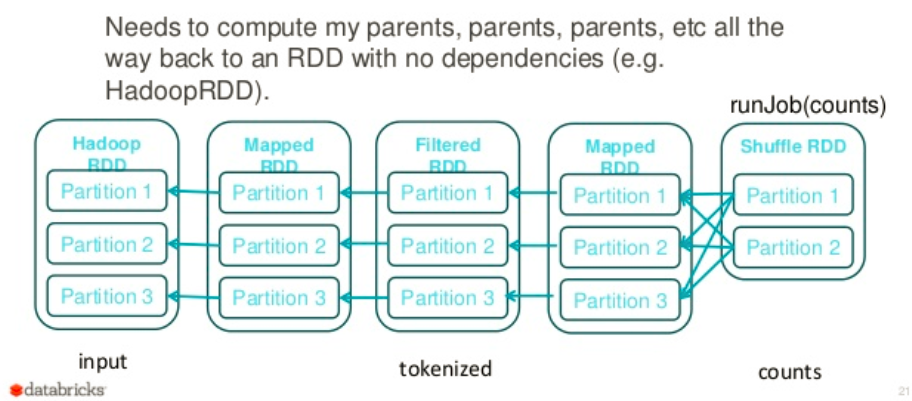 Needs to compute my parents, parents, parents, etc all the
way back to an RDD with no dependencies (e.g.
HadoopRDD).
runJob(counts)
Hadoop
RDD
Partition 1
Partition 2
Partition 3
Mapped
RDD
Partition 1
Partition 2
Partition 3
Filtered
RDD
Partition 1
Partition 2
Partition 3
Mapped
RDD
Partition 1
Partition 2
Partition 3
Shuffle RDD
Partition 1
Partition 2
input
tokenized
counts
databricks
21